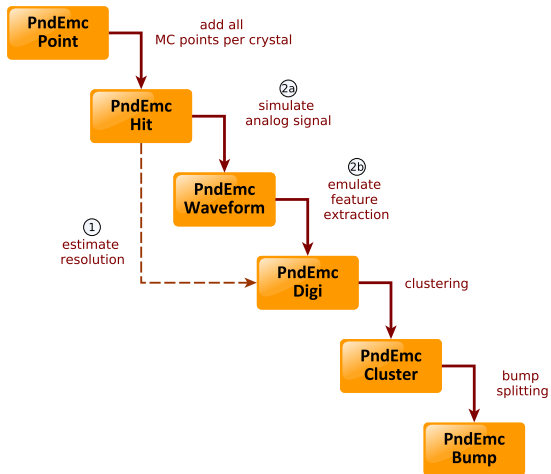 PndEmc
Point
add all
MC points per crystal
PndEmc
Hit
2a
simulate
analog signal
PndEmc
Waveform
2b
emulate
feature
extraction
1
estimate
resolution
PndEmc
Digi
clustering
PndEmc
Cluster
bump
splitting
PndEmc
Bump